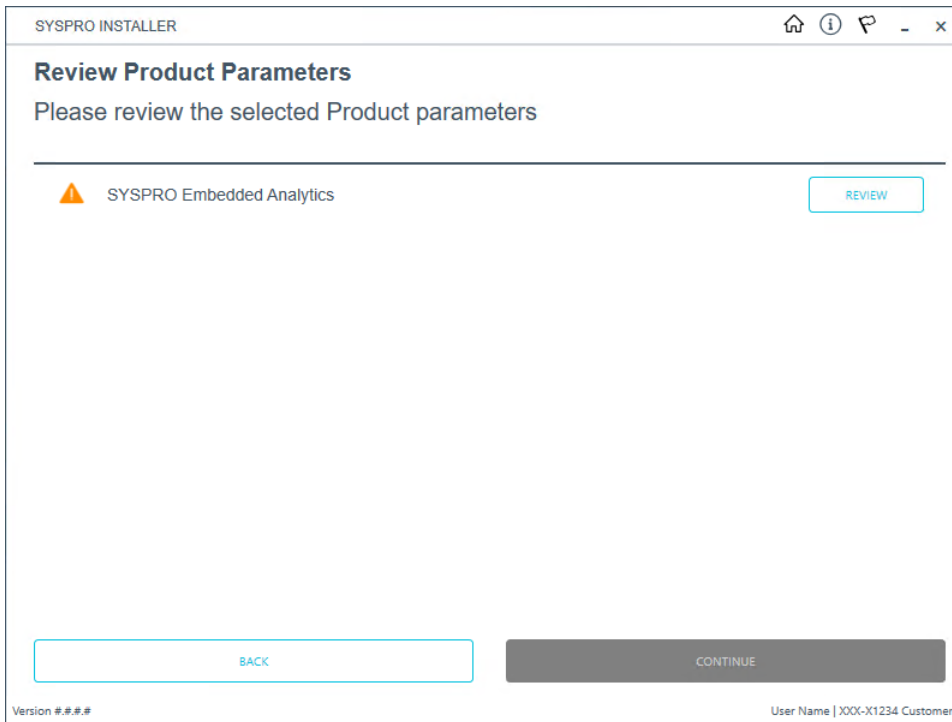 SYSPRO INSTALLER
Review Product Parameters
Please review the selected Product parameters
SYSPRO Embedded Analytics
REVIEW
BACK
CONTINUE
Version #.#.#.#
User Name | XXX-X1234 Customer